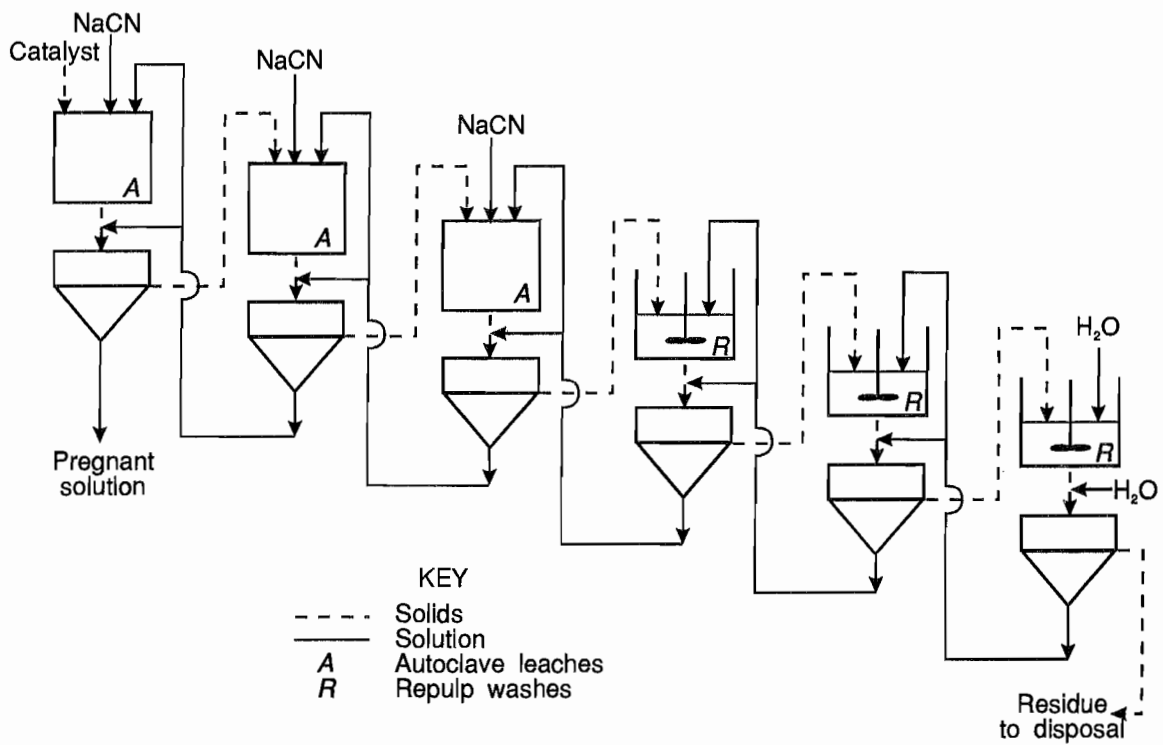 NaCN
Catalyst
NaCN
NaCN
A
A
A
R
R
H₂O
R
H₂O
Pregnant
solution
KEY
Solids
Solution
A Autoclave leaches
R Repulp washes
Residue
to disposal